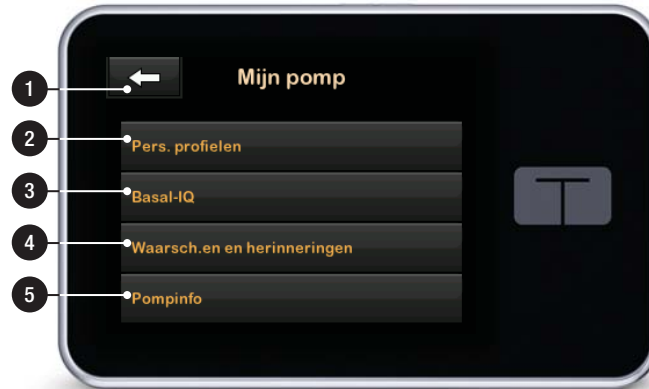 Mijn pomp
1
2
Pers. profielen
3
Basal-IQ
4
Waarsch.en en herinneringen
5
Pompinfo